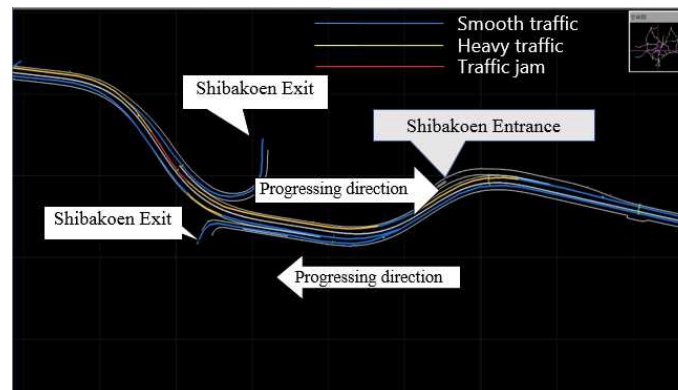 Smooth traffic
Heavy traffic
Traffic jam
Shibakoen Exit
Shibakoen Entrance
Progressing direction
Shibakoen Exit
Progressing direction